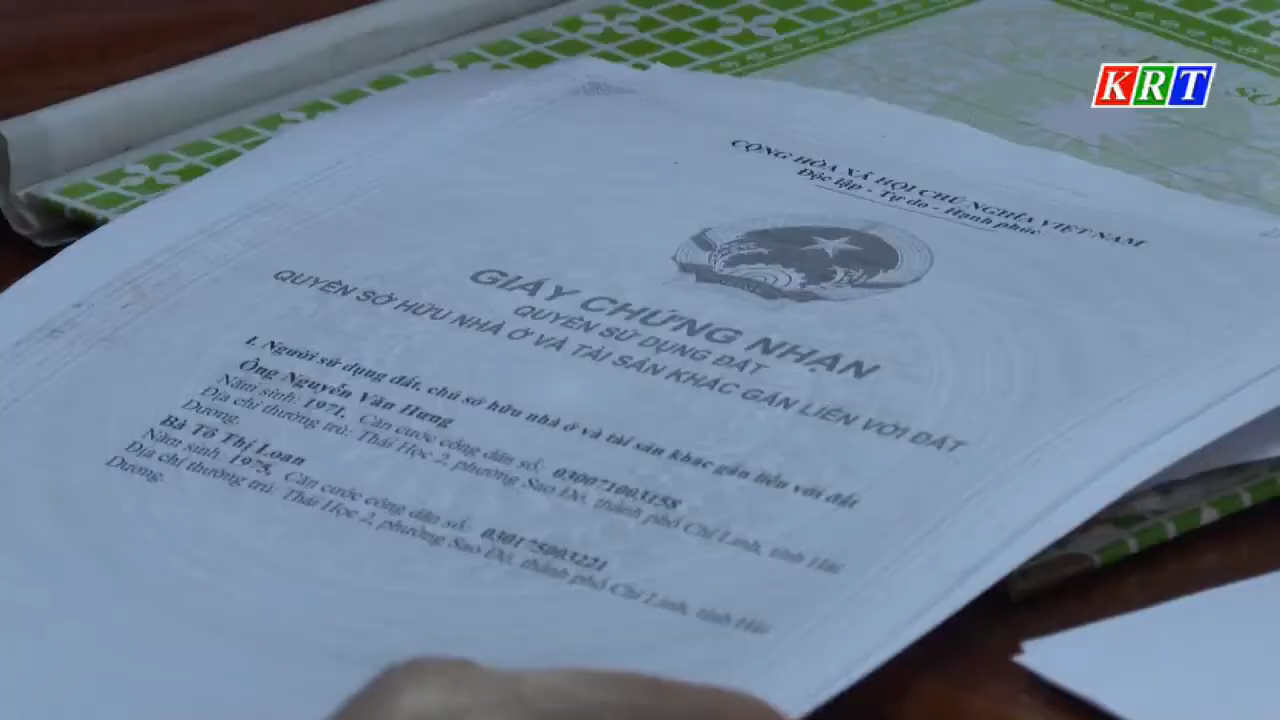 KRT
SO
CỘNG HÒA XÃ HỘI CHỦ NGHĨA VIỆT NAM
Độc lập - Tự do - Hạnh phúc
GIẤY CHỨNG NHẬN
QUYỀN SỬ DỤNG ĐẤT
QUYỀN SỞ HỮU NHÀ Ở VÀ TÀI SẢN KHÁC GẮN LIỀN VỚI ĐẤT
I. Người sử dụng đất, chủ sở hữu nhà ở và tài sản khác gắn liền với đất
Ông Nguyễn Văn Hưng
Năm sinh: 1971, Căn cước công dân số: 030071003158
Địa chỉ thường trú: Thái Học 2, phường Sao Đỏ, thành phố Chí Linh, tỉnh Hải
Dương.
Bà Tô Thị Loan
Năm sinh: 1975, Căn cước công dân số: 030175003221
Địa chỉ thường trú: Thái Học 2, phường Sao Đỏ, thành phố Chí Linh, tỉnh Hải
Dương.